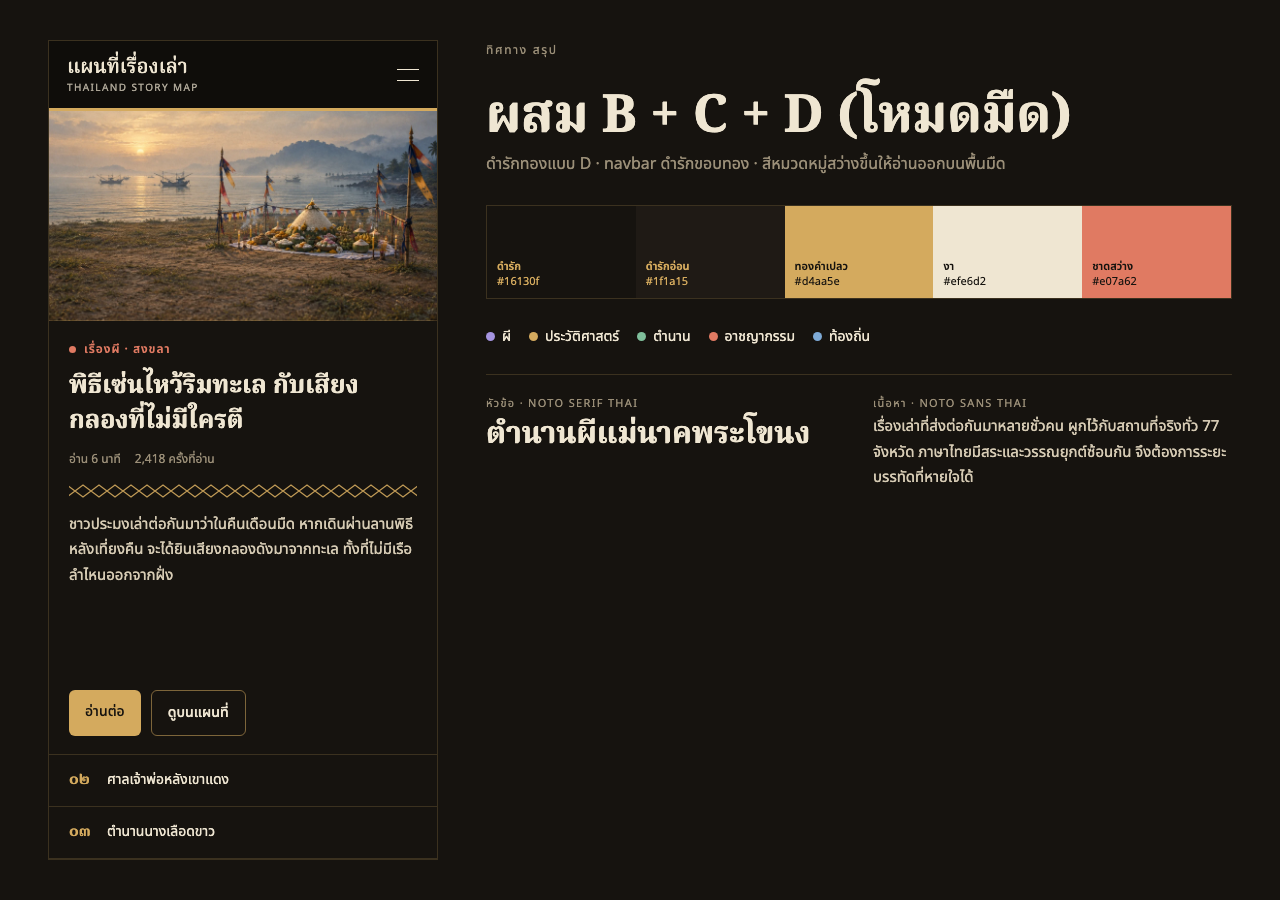 แผนที่เรื่องเล่า
THAILAND STORY MAP
เรื่องผี · สงขลา
พิธีเซ่นไหว้ริมทะเล กับเสียง
กลองที่ไม่มีใครตี
อ่าน 6 นาที 2,418 ครั้งที่อ่าน
ชาวประมงเล่าต่อกันมาว่าในคืนเดือนมืด หากเดินผ่านลานพิธี
หลังเที่ยงคืน จะได้ยินเสียงกลองดังมาจากทะเล ทั้งที่ไม่มีเรือ
ลำไหนออกจากฝั่ง
อ่านต่อ
ดูบนแผนที่
๐๒ ศาลเจ้าพ่อหลังเขาแดง
๐๓ ตำนานนางเลือดขาว
ทิศทาง สรุป
ผสม B + C + D (โหมดมืด)
ดำรักทองแบบ D · navbar ดำรักขอบทอง · สีหมวดหมู่สว่างขึ้นให้อ่านออกบนพื้นมืด
ดำรัก
#16130f
ดำรักอ่อน
#1f1a15
ทองคำเปลว
#d4aa5e
งา
#efe6d2
ชาดสว่าง
#e07a62
ผี
ประวัติศาสตร์
ตำนาน
อาชญากรรม
ท้องถิ่น
หัวข้อ · NOTO SERIF THAI
ตำนานผีแม่นาคพระโขนง
เนื้อหา · NOTO SANS THAI
เรื่องเล่าที่ส่งต่อกันมาหลายชั่วคน ผูกไว้กับสถานที่จริงทั่ว 77
จังหวัด ภาษาไทยมีสระและวรรณยุกต์ซ้อนกัน จึงต้องการระยะ
บรรทัดที่หายใจได้